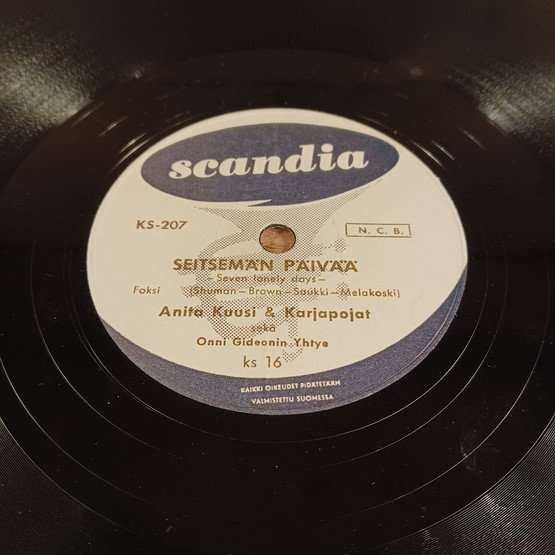 scandia
KS-207
N. C. B.
SEITSEMÄN PÄIVÄÄ
— Seven lonely days —
Foksi (Shuman — Brown — Saukki — Melakoski)
Anita Kuusi & Karjapojat
sekä
Onni Gideonin Yhtye
ks 16
KAIKKI OIKEUDET PIDÄTETÄÄN
VALMISTETTU SUOMESSA